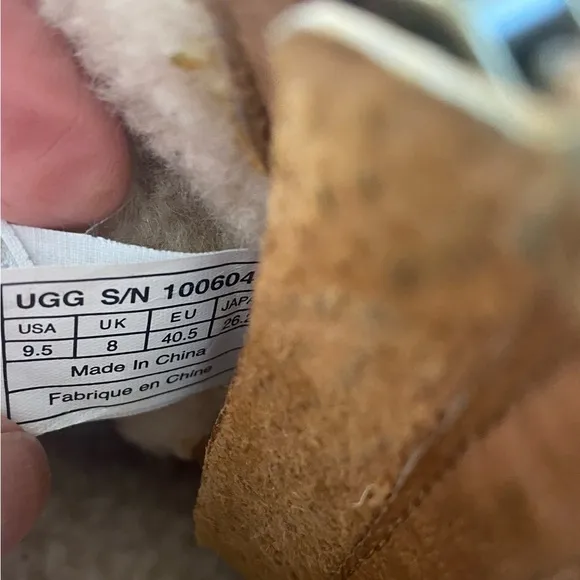 UGG S/N 100604
USA UK EU
9.5 8 40.5
Made In China
Fabrique en Chine